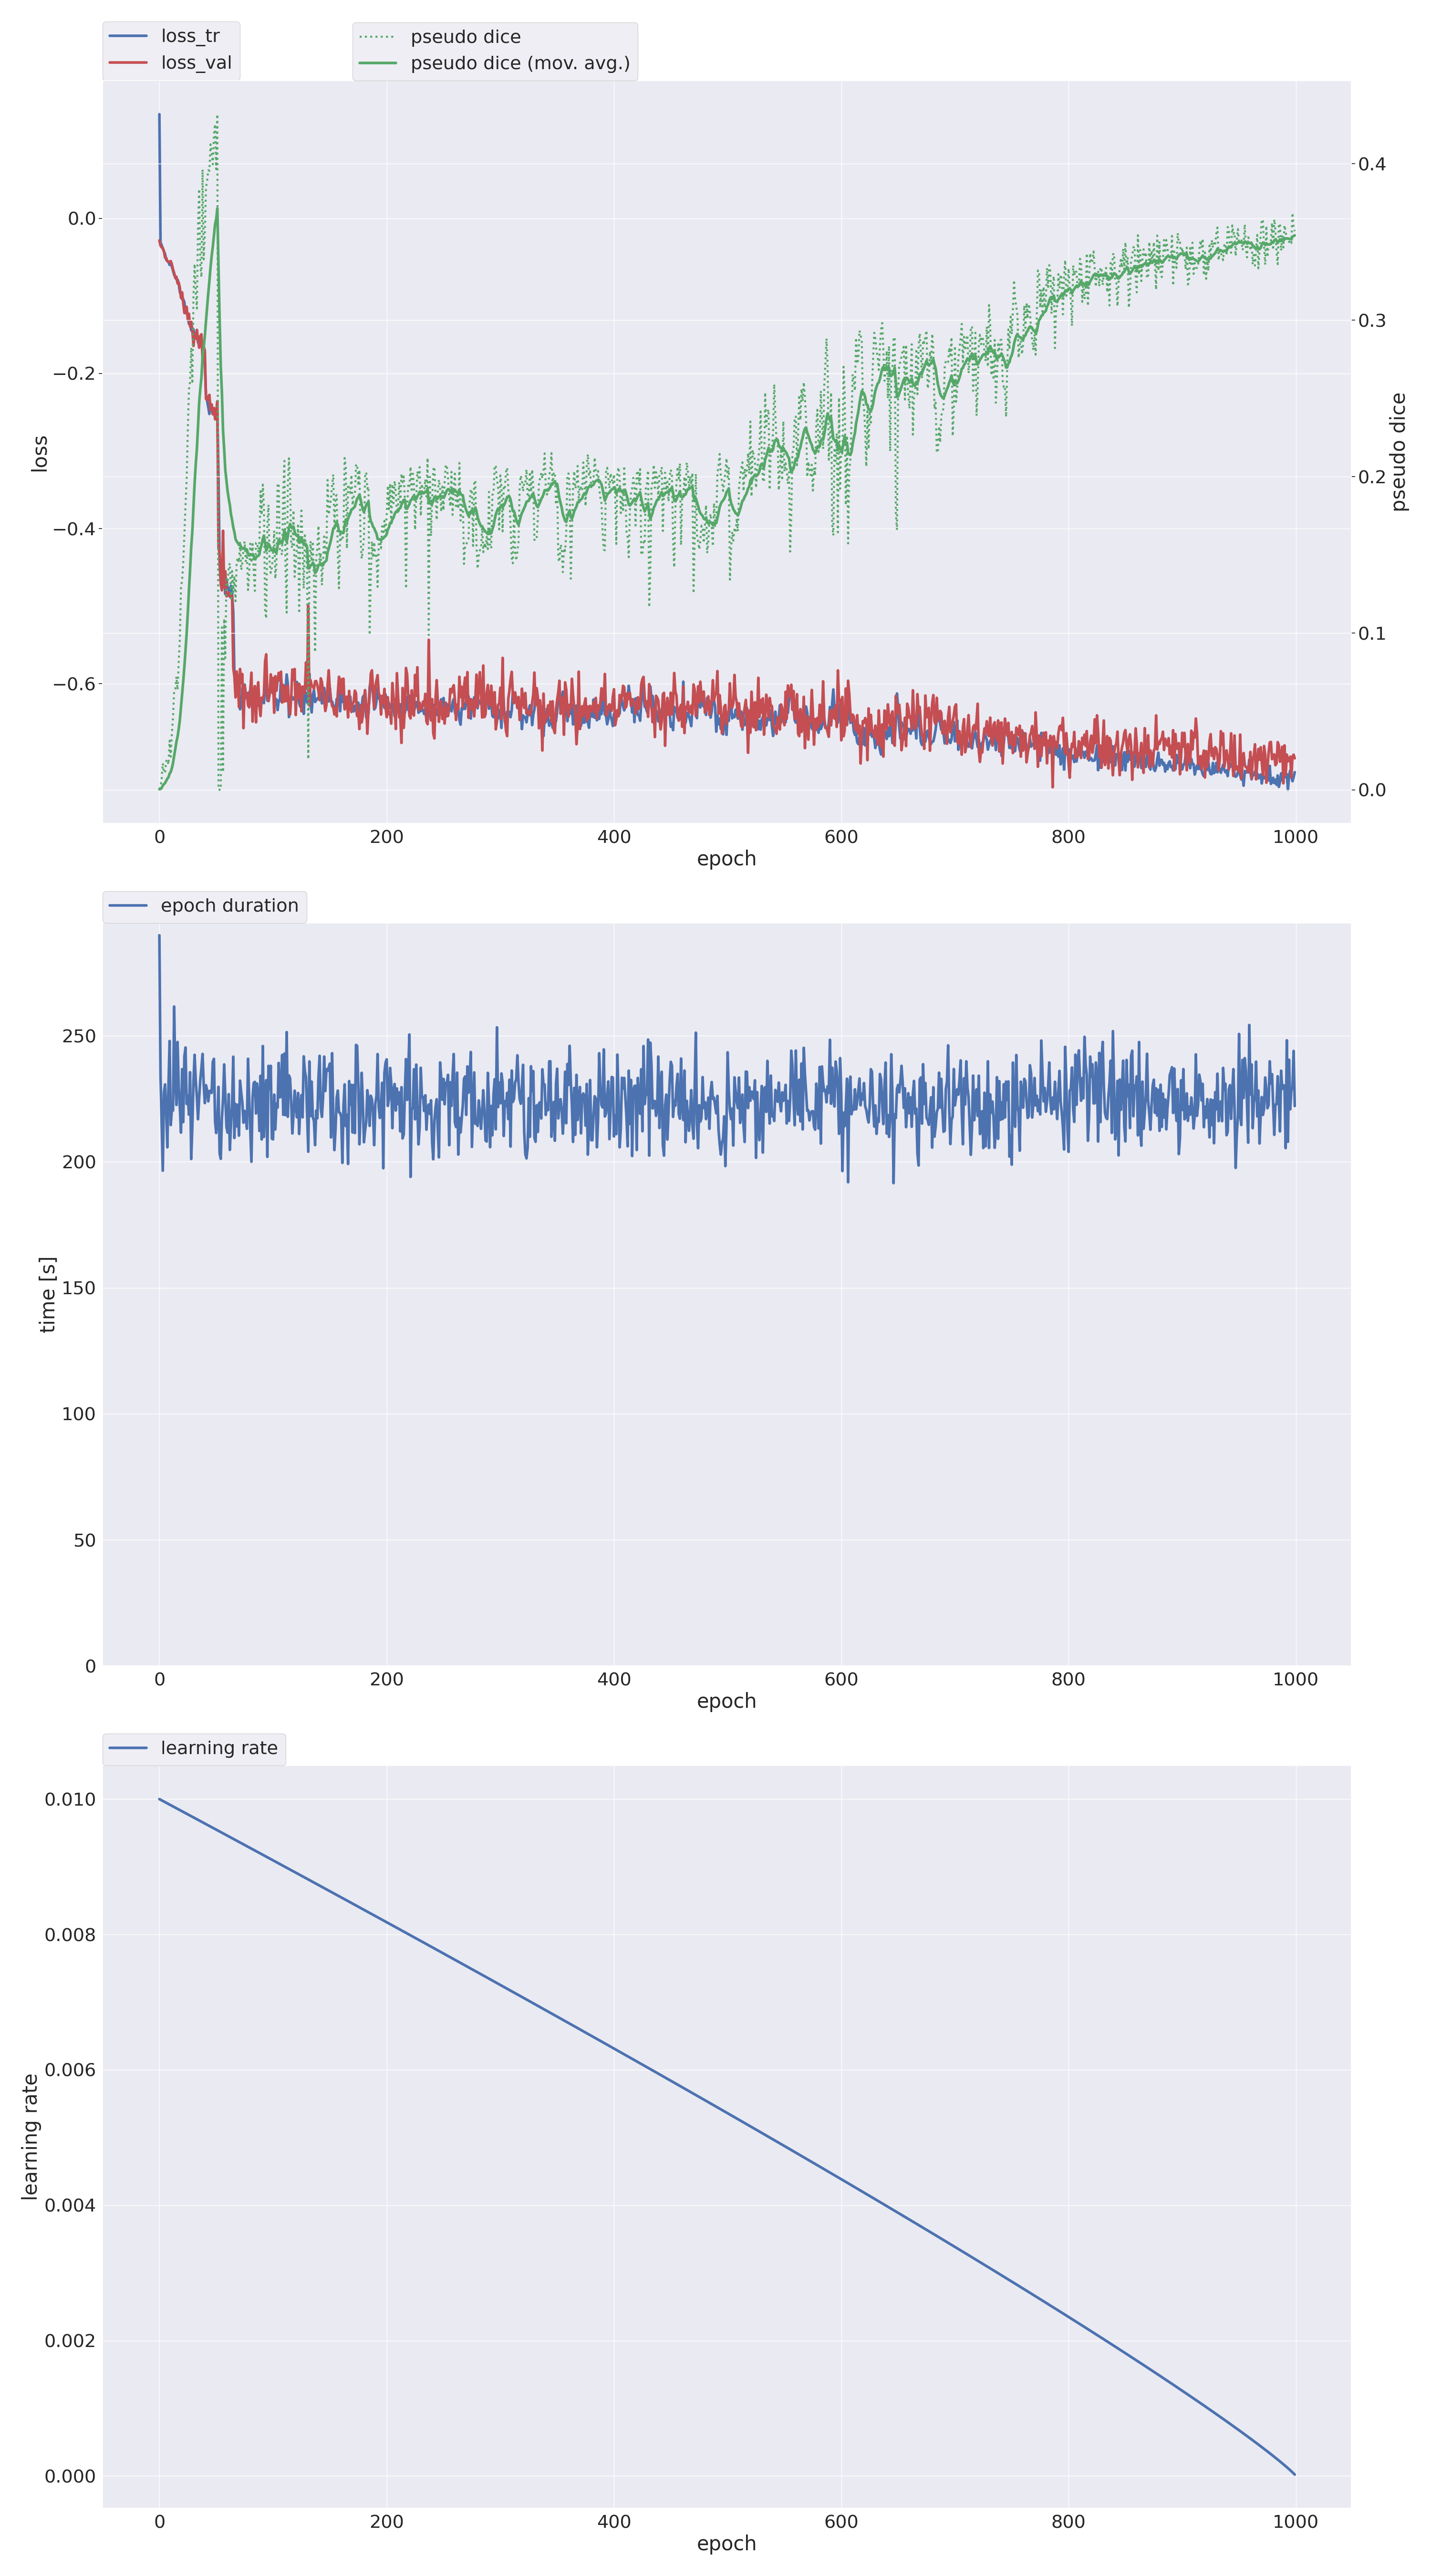 loss_tr
loss_val
pseudo dice
pseudo dice (mov. avg.)
0.0
−0.2
−0.4
−0.6
loss
0.4
0.3
0.2
0.1
0.0
pseudo dice
0 200 400 600 800 1000
epoch
epoch duration
250
200
150
100
50
0
time [s]
0 200 400 600 800 1000
epoch
learning rate
0.010
0.008
0.006
0.004
0.002
0.000
learning rate
0 200 400 600 800 1000
epoch